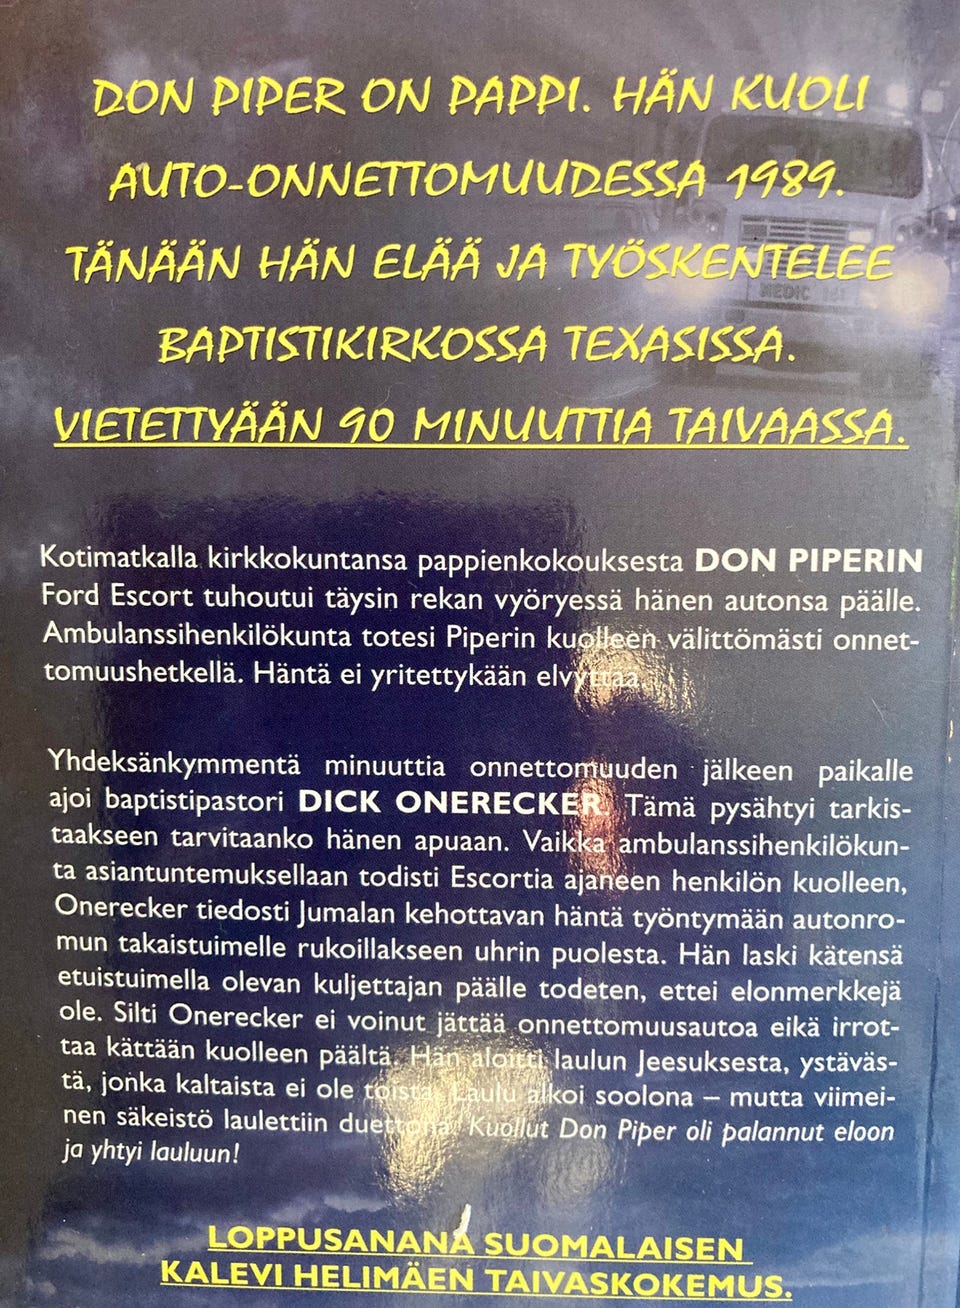 DON PIPER ON PAPPI. HÄN KUOLI
AUTO-ONNETTOMUUDESSA 1989.
TÄNÄÄN HÄN ELÄÄ JA TYÖSKENTELEE
BAPTISTIKIRKOSSA TEXASISSA.
VIETETTYÄÄN 90 MINUUTTIA TAIVAASSA.
MEDIC 161
Kotimatkalla kirkkokuntansa pappienkokouksesta DON PIPERIN
Ford Escort tuhoutui täysin rekan vyöryessä hänen autonsa päälle.
Ambulanssihenkilökunta totesi Piperin kuolleen välittömästi onnet-
tomuushetkellä. Häntä ei yritettykään elvyttää.
Yhdeksänkymmentä minuuttia onnettomuuden jälkeen paikalle
ajoi baptistipastori DICK ONERECKER. Tämä pysähtyi tarkis-
taakseen tarvitaanko hänen apuaan. Vaikka ambulanssihenkilökun-
ta asiantuntemuksellaan todisti Escortia ajaneen henkilön kuolleen,
Onerecker tiedosti Jumalan kehottavan häntä työntymään autonro-
mun takaistuimelle rukoillakseen uhrin puolesta. Hän laski kätensä
etuistuimella olevan kuljettajan päälle todeten, ettei elonmerkkejä
ole. Silti Onerecker ei voinut jättää onnettomuusautoa eikä irrot-
taa kättään kuolleen päältä. Hän aloitti laulun Jeesuksesta, ystäväs-
tä, jonka kaltaista ei ole toista. Laulu alkoi soolona – mutta viimei-
nen säkeistö laulettiin duettona. Kuollut Don Piper oli palannut eloon
ja yhtyi lauluun!
LOPPUSANANA SUOMALAISEN
KALEVI HELIMÄEN TAIVASKOKEMUS.